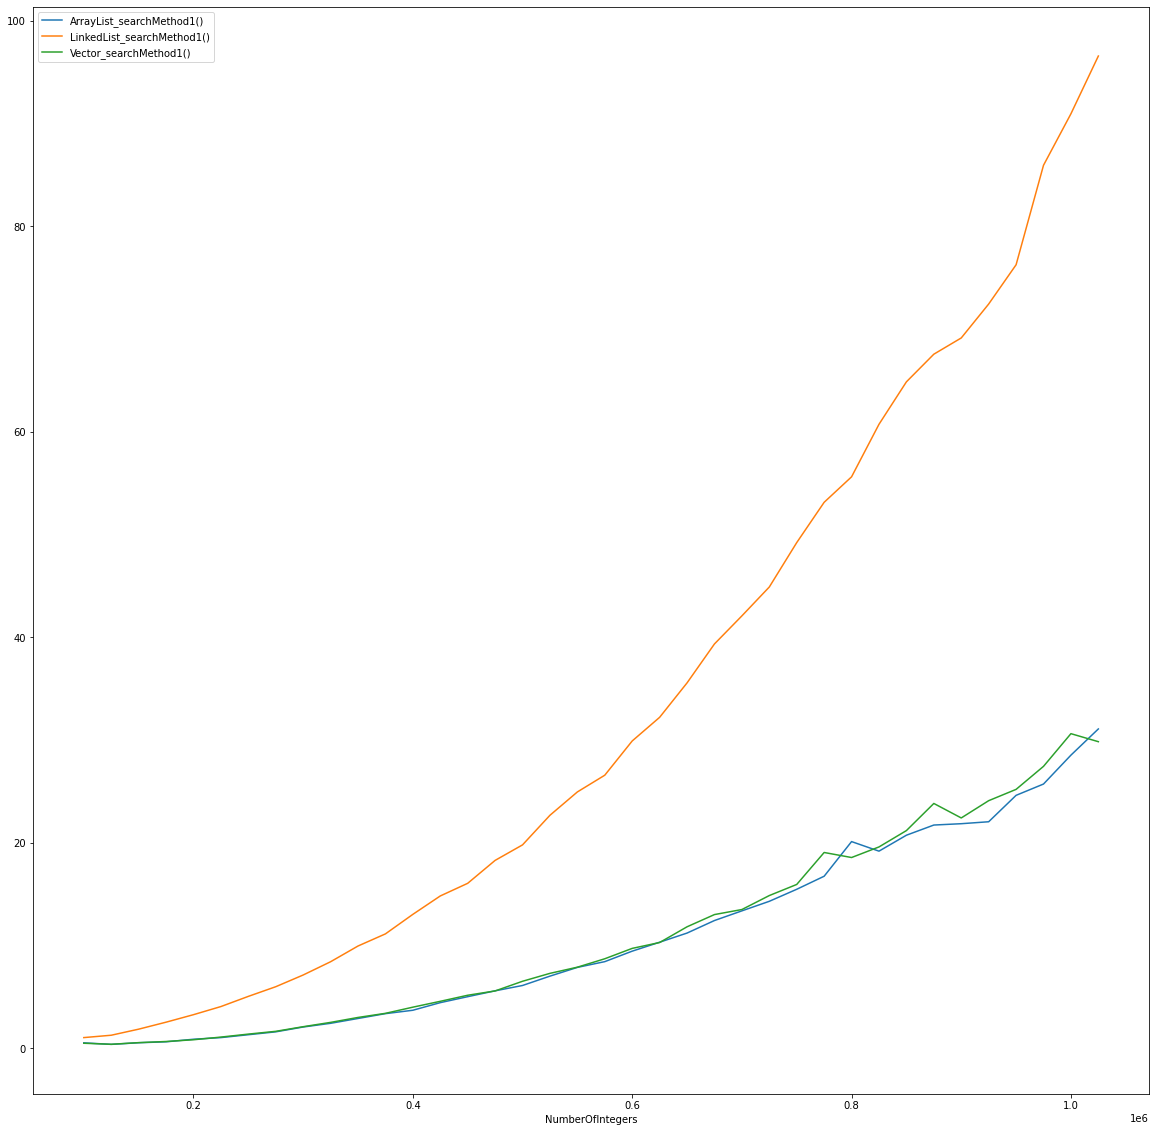 ArrayList_searchMethod1()
LinkedList_searchMethod1()
Vector_searchMethod1()
100
80
60
40
20
0
0.2 0.4 0.6 0.8 1.0
NumberOfIntegers 1e6